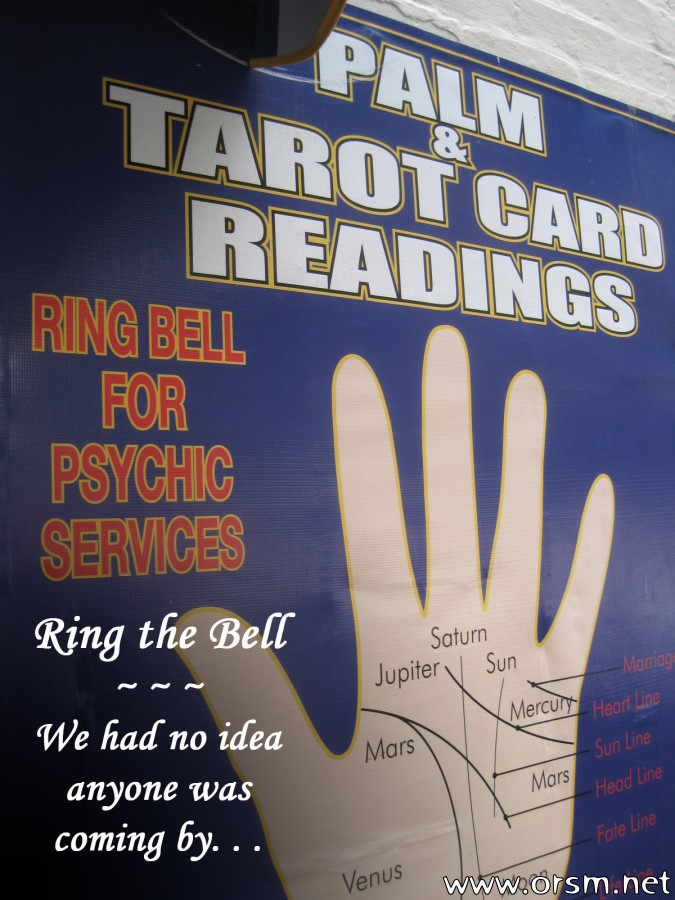 PALM
&
TAROT CARD
READINGS
RING BELL
FOR
PSYCHIC
SERVICES
Ring the Bell
~ ~ ~
We had no idea
anyone was
coming by. . .
Saturn
Jupiter
Sun
Mercury
Mars
Mars
Venus
Moon
Heart Line
Sun Line
Head Line
Fate Line
www.orsm.net